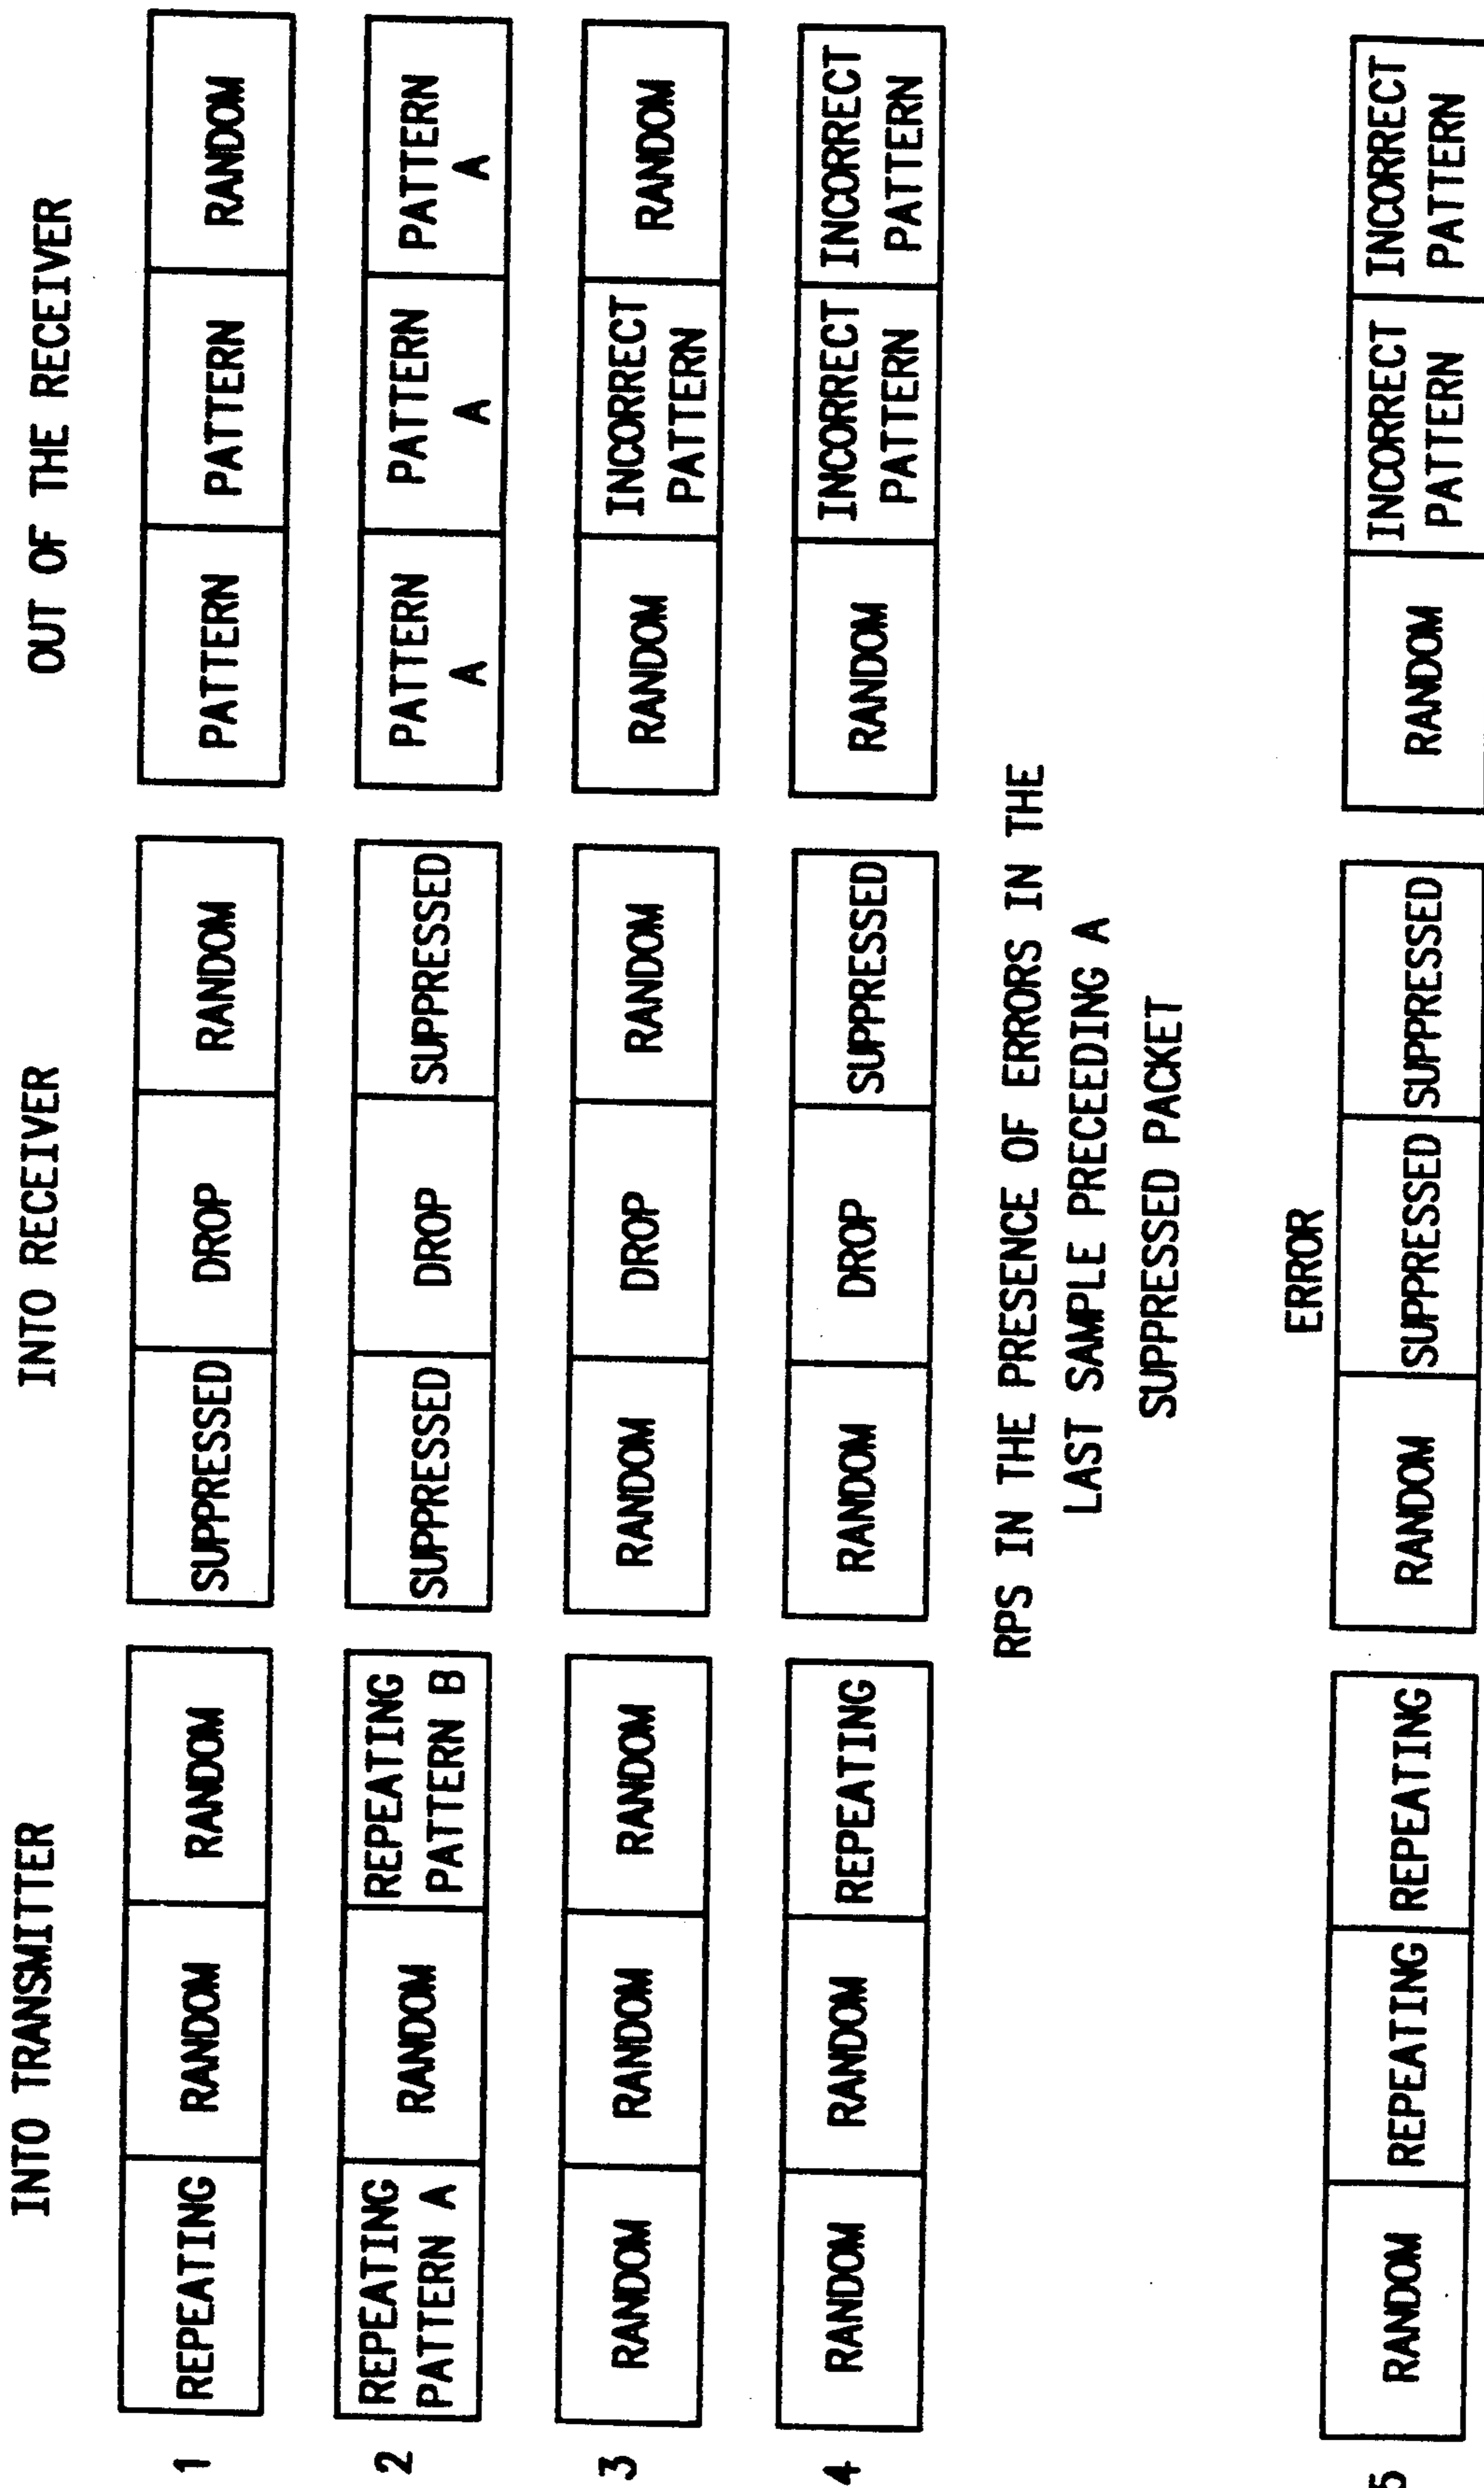 INTO TRANSMITTER INTO RECEIVER OUT OF THE RECEIVER
1 REPEATING RANDOM RANDOM SUPPRESSED DROP RANDOM PATTERN PATTERN RANDOM
2 REPEATING PATTERN A RANDOM REPEATING PATTERN B SUPPRESSED DROP SUPPRESSED PATTERN A PATTERN A PATTERN A
3 RANDOM RANDOM RANDOM RANDOM DROP RANDOM RANDOM INCORRECT PATTERN RANDOM
4 RANDOM RANDOM REPEATING RANDOM DROP SUPPRESSED RANDOM INCORRECT PATTERN INCORRECT PATTERN
RPS IN THE PRESENCE OF ERRORS IN THE
LAST SAMPLE PRECEEDING A
SUPPRESSED PACKET
ERROR
5 RANDOM REPEATING REPEATING RANDOM SUPPRESSED SUPPRESSED RANDOM INCORRECT PATTERN INCORRECT PATTERN